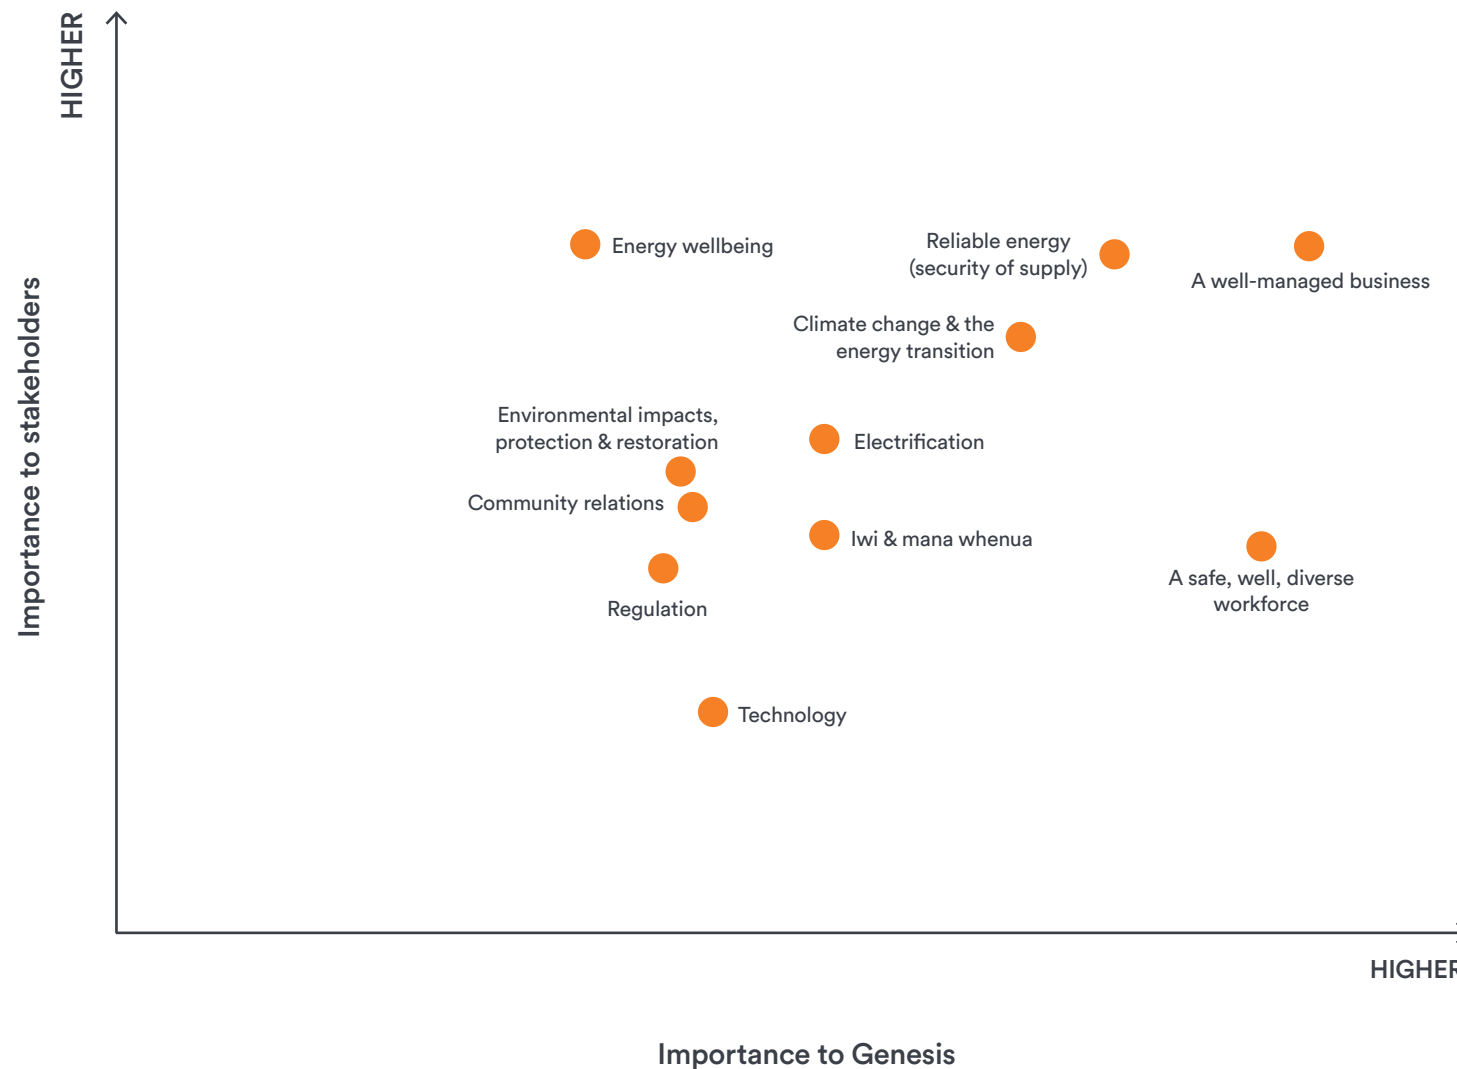 HIGHER
Importance to stakeholders
Energy wellbeing
Reliable energy
(security of supply)
A well-managed business
Climate change & the
energy transition
Environmental impacts,
protection & restoration
Electrification
Community relations
Iwi & mana whenua
A safe, well, diverse
workforce
Regulation
Technology
HIGHER
Importance to Genesis